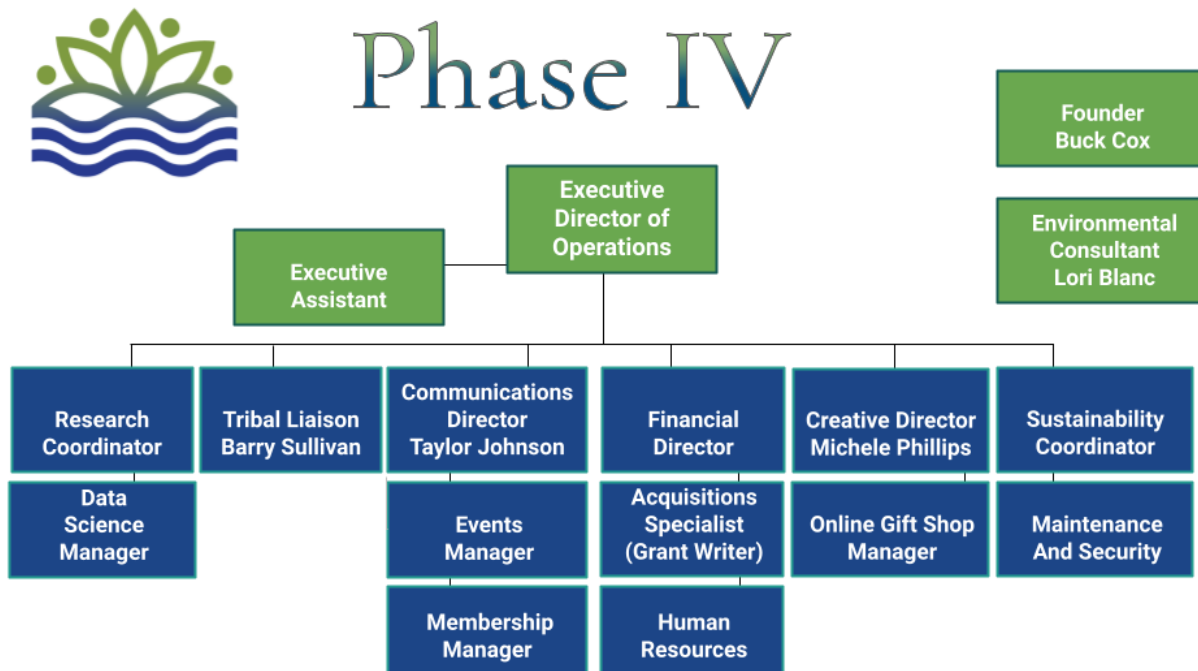 Phase IV
Founder
Buck Cox
Executive
Director of
Operations
Environmental
Consultant
Lori Blanc
Executive
Assistant
Research
Coordinator
Tribal Liaison
Barry Sullivan
Communications
Director
Taylor Johnson
Financial
Director
Creative Director
Michele Phillips
Sustainability
Coordinator
Data
Science
Manager
Events
Manager
Acquisitions
Specialist
(Grant Writer)
Online Gift Shop
Manager
Maintenance
And Security
Membership
Manager
Human
Resources